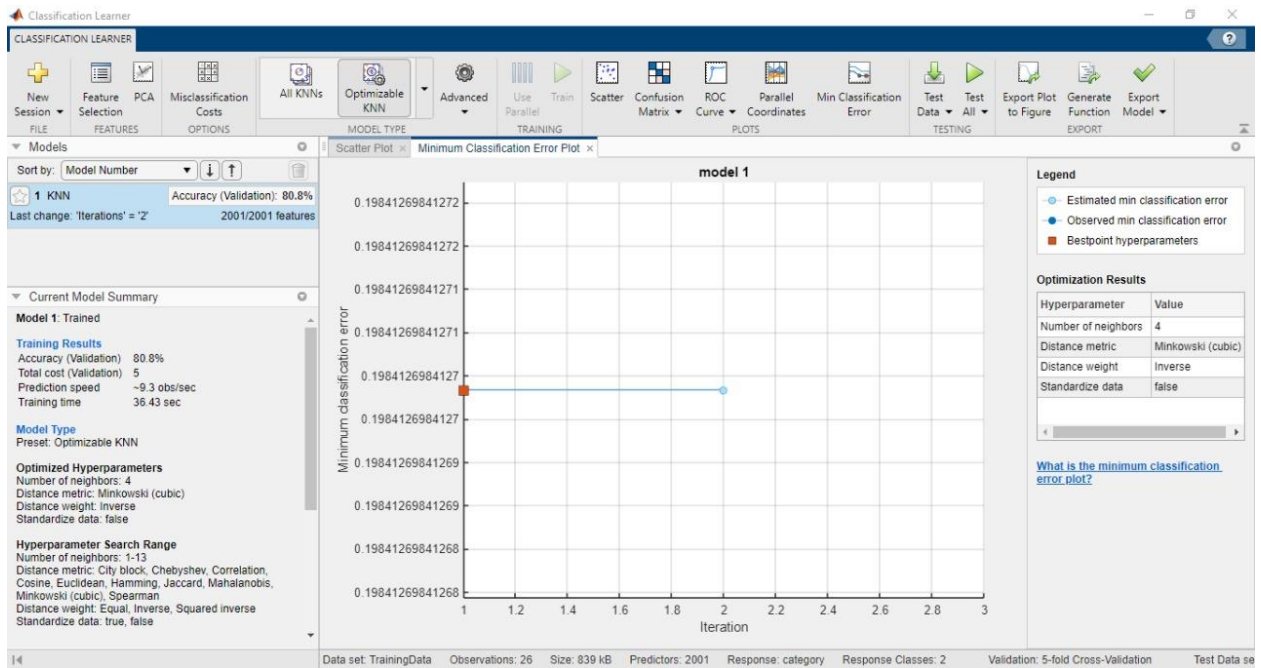 Classification Learner
CLASSIFICATION LEARNER
?
New Session
Feature Selection
PCA
Misclassification Costs
All KNNs
Optimizable KNN
Advanced
Use Parallel
Train
Scatter
Confusion Matrix
ROC Curve
Parallel Coordinates
Min Classification Error
Test Data
Test All
Export Plot to Figure
Generate Function
Export Model
FILE FEATURES OPTIONS MODEL TYPE TRAINING PLOTS TESTING EXPORT
Models
Sort by: Model Number
1 KNN Accuracy (Validation): 80.8%
Last change: 'Iterations' = '2' 2001/2001 features
Current Model Summary
Model 1: Trained
Training Results
Accuracy (Validation) 80.8%
Total cost (Validation) 5
Prediction speed ~9.3 obs/sec
Training time 36.43 sec
Model Type
Preset: Optimizable KNN
Optimized Hyperparameters
Number of neighbors: 4
Distance metric: Minkowski (cubic)
Distance weight: Inverse
Standardize data: false
Hyperparameter Search Range
Number of neighbors: 1-13
Distance metric: City block, Chebyshev, Correlation,
Cosine, Euclidean, Hamming, Jaccard, Mahalanobis,
Minkowski (cubic), Spearman
Distance weight: Equal, Inverse, Squared inverse
Standardize data: true, false
Scatter Plot × Minimum Classification Error Plot ×
model 1
0.19841269841272
0.19841269841272
0.19841269841271
0.19841269841271
0.1984126984127
0.1984126984127
0.19841269841269
0.19841269841269
0.19841269841268
0.19841269841268
Minimum classification error
1 1.2 1.4 1.6 1.8 2 2.2 2.4 2.6 2.8 3
Iteration
Legend
Estimated min classification error
Observed min classification error
Bestpoint hyperparameters
Optimization Results
Hyperparameter Value
Number of neighbors 4
Distance metric Minkowski (cubic)
Distance weight Inverse
Standardize data false
What is the minimum classification
error plot?
Data set: TrainingData Observations: 26 Size: 839 kB Predictors: 2001 Response: category Response Classes: 2 Validation: 5-fold Cross-Validation Test Data se